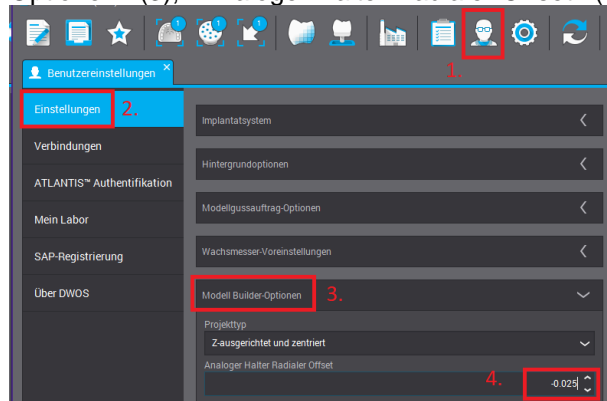 1.
Benutzereinstellungen ×
Einstellungen 2.
Verbindungen
ATLANTIS™ Authentifikation
Mein Labor
SAP-Registrierung
Über DWOS
Implantatsystem
Hintergrundoptionen
Modellgussauftrag-Optionen
Wachsmesser-Voreinstellungen
Modell Builder-Optionen 3.
Projekttyp
Z-ausgerichtet und zentriert
Analoger Halter Radialer Offset
4. -0.025